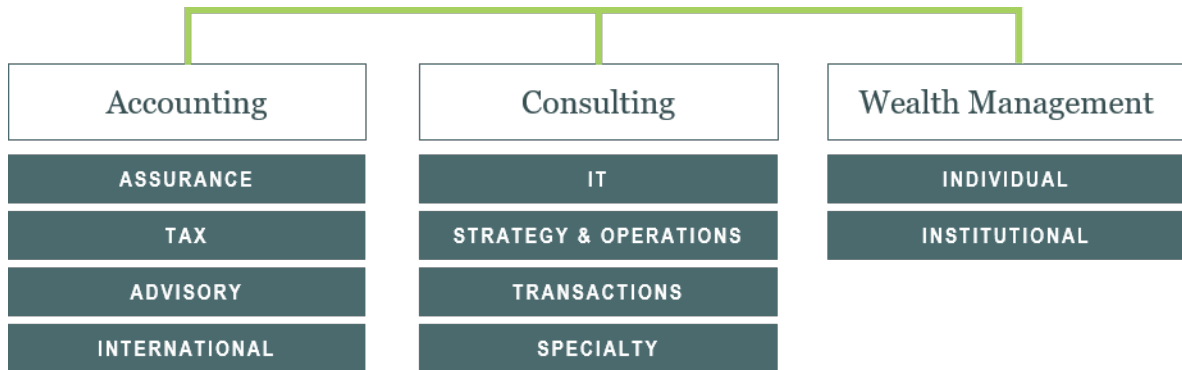 Accounting
ASSURANCE
TAX
ADVISORY
INTERNATIONAL
Consulting
IT
STRATEGY & OPERATIONS
TRANSACTIONS
SPECIALTY
Wealth Management
INDIVIDUAL
INSTITUTIONAL